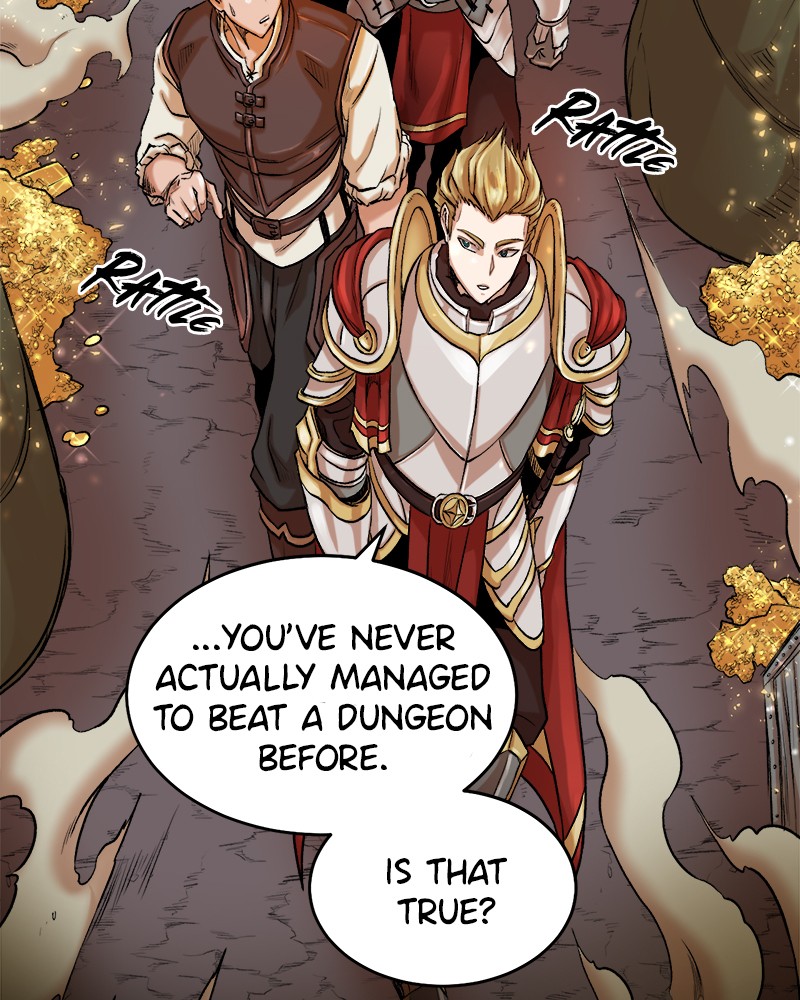 RATTLE
RATTLE
...YOU'VE NEVER
ACTUALLY MANAGED
TO BEAT A DUNGEON
BEFORE.
IS THAT
TRUE?